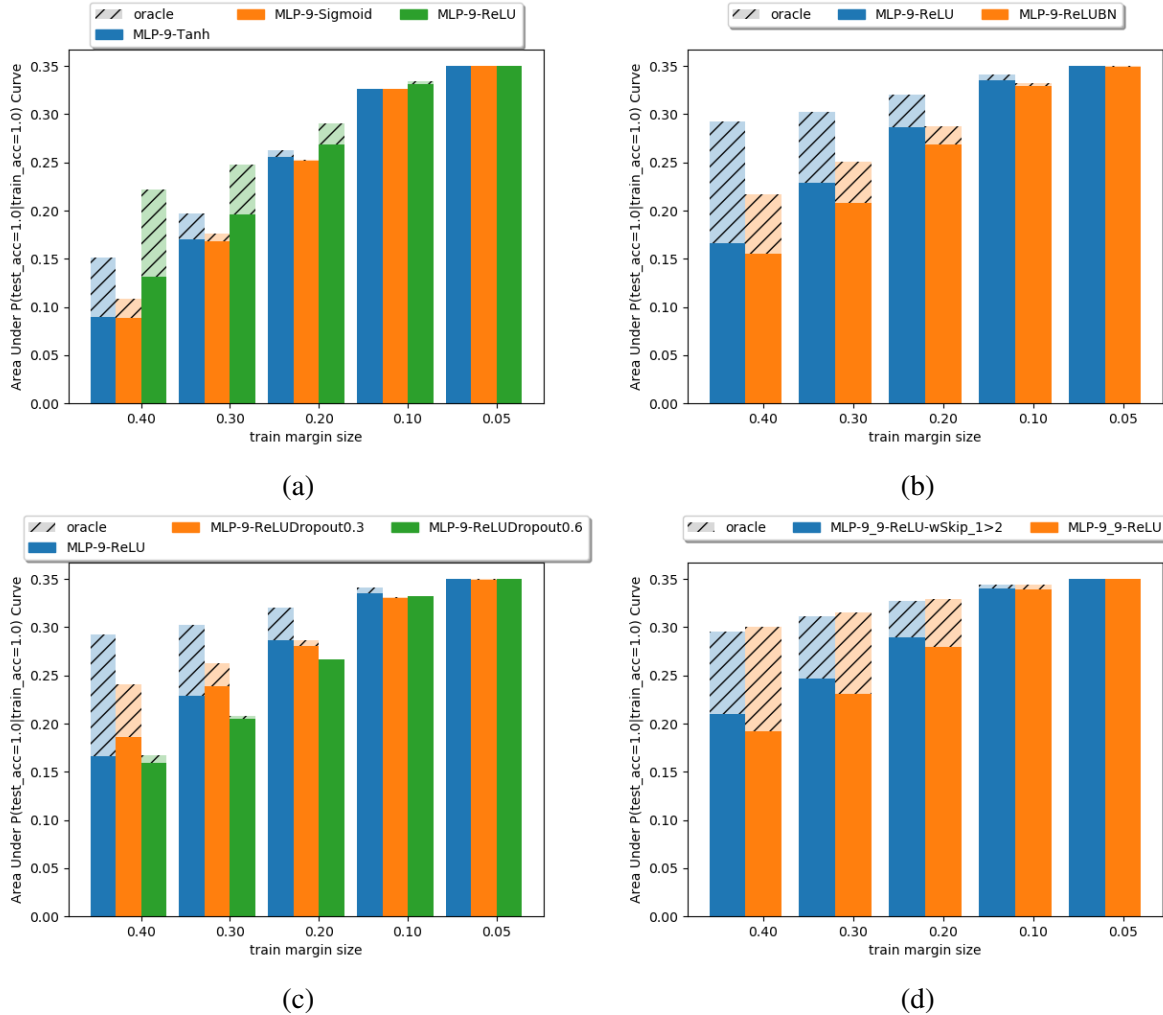 oracle MLP-9-Sigmoid MLP-9-ReLU
MLP-9-Tanh
Area Under P(test_acc=1.0|train_acc=1.0) Curve
0.35
0.30
0.25
0.20
0.15
0.10
0.05
0.00
0.40 0.30 0.20 0.10 0.05
train margin size
(a)
oracle MLP-9-ReLU MLP-9-ReLUBN
Area Under P(test_acc=1.0|train_acc=1.0) Curve
0.35
0.30
0.25
0.20
0.15
0.10
0.05
0.00
0.40 0.30 0.20 0.10 0.05
train margin size
(b)
oracle MLP-9-ReLUDropout0.3 MLP-9-ReLUDropout0.6
MLP-9-ReLU
Area Under P(test_acc=1.0|train_acc=1.0) Curve
0.35
0.30
0.25
0.20
0.15
0.10
0.05
0.00
0.40 0.30 0.20 0.10 0.05
train margin size
(c)
oracle MLP-9_9-ReLU-wSkip_1>2 MLP-9_9-ReLU
Area Under P(test_acc=1.0|train_acc=1.0) Curve
0.35
0.30
0.25
0.20
0.15
0.10
0.05
0.00
0.40 0.30 0.20 0.10 0.05
train margin size
(d)